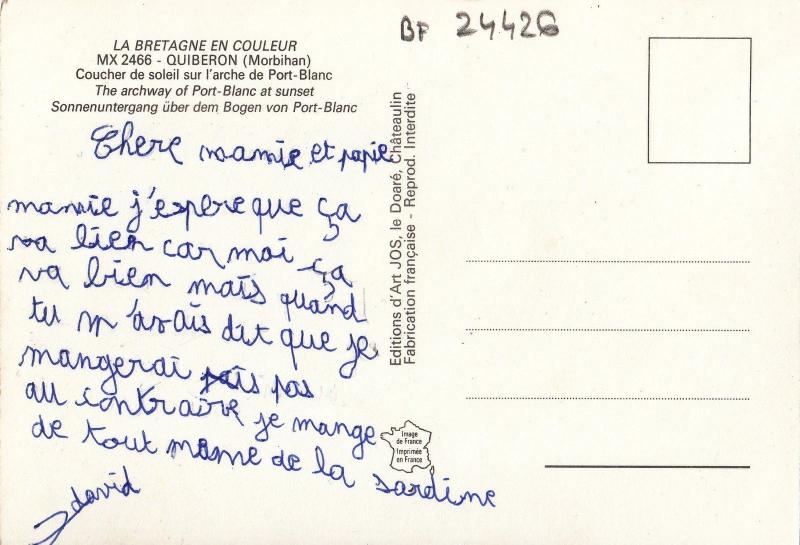 BF 24426
LA BRETAGNE EN COULEUR
MX 2466 - QUIBERON (Morbihan)
Coucher de soleil sur l'arche de Port-Blanc
The archway of Port-Blanc at sunset
Sonnenuntergang über dem Bogen von Port-Blanc
Chere mamie et papie
mamie j'espere que ça
va bien car moi ça
va bien mais quand
tu m'avais dit que je
mangerai pas
au contraire je mange
de tout mame de la sardine
david
Editions d'Art JOS, le Doaré, Châteaulin
Fabrication française - Reprod. Interdite
Image
de France
Imprimée
en France